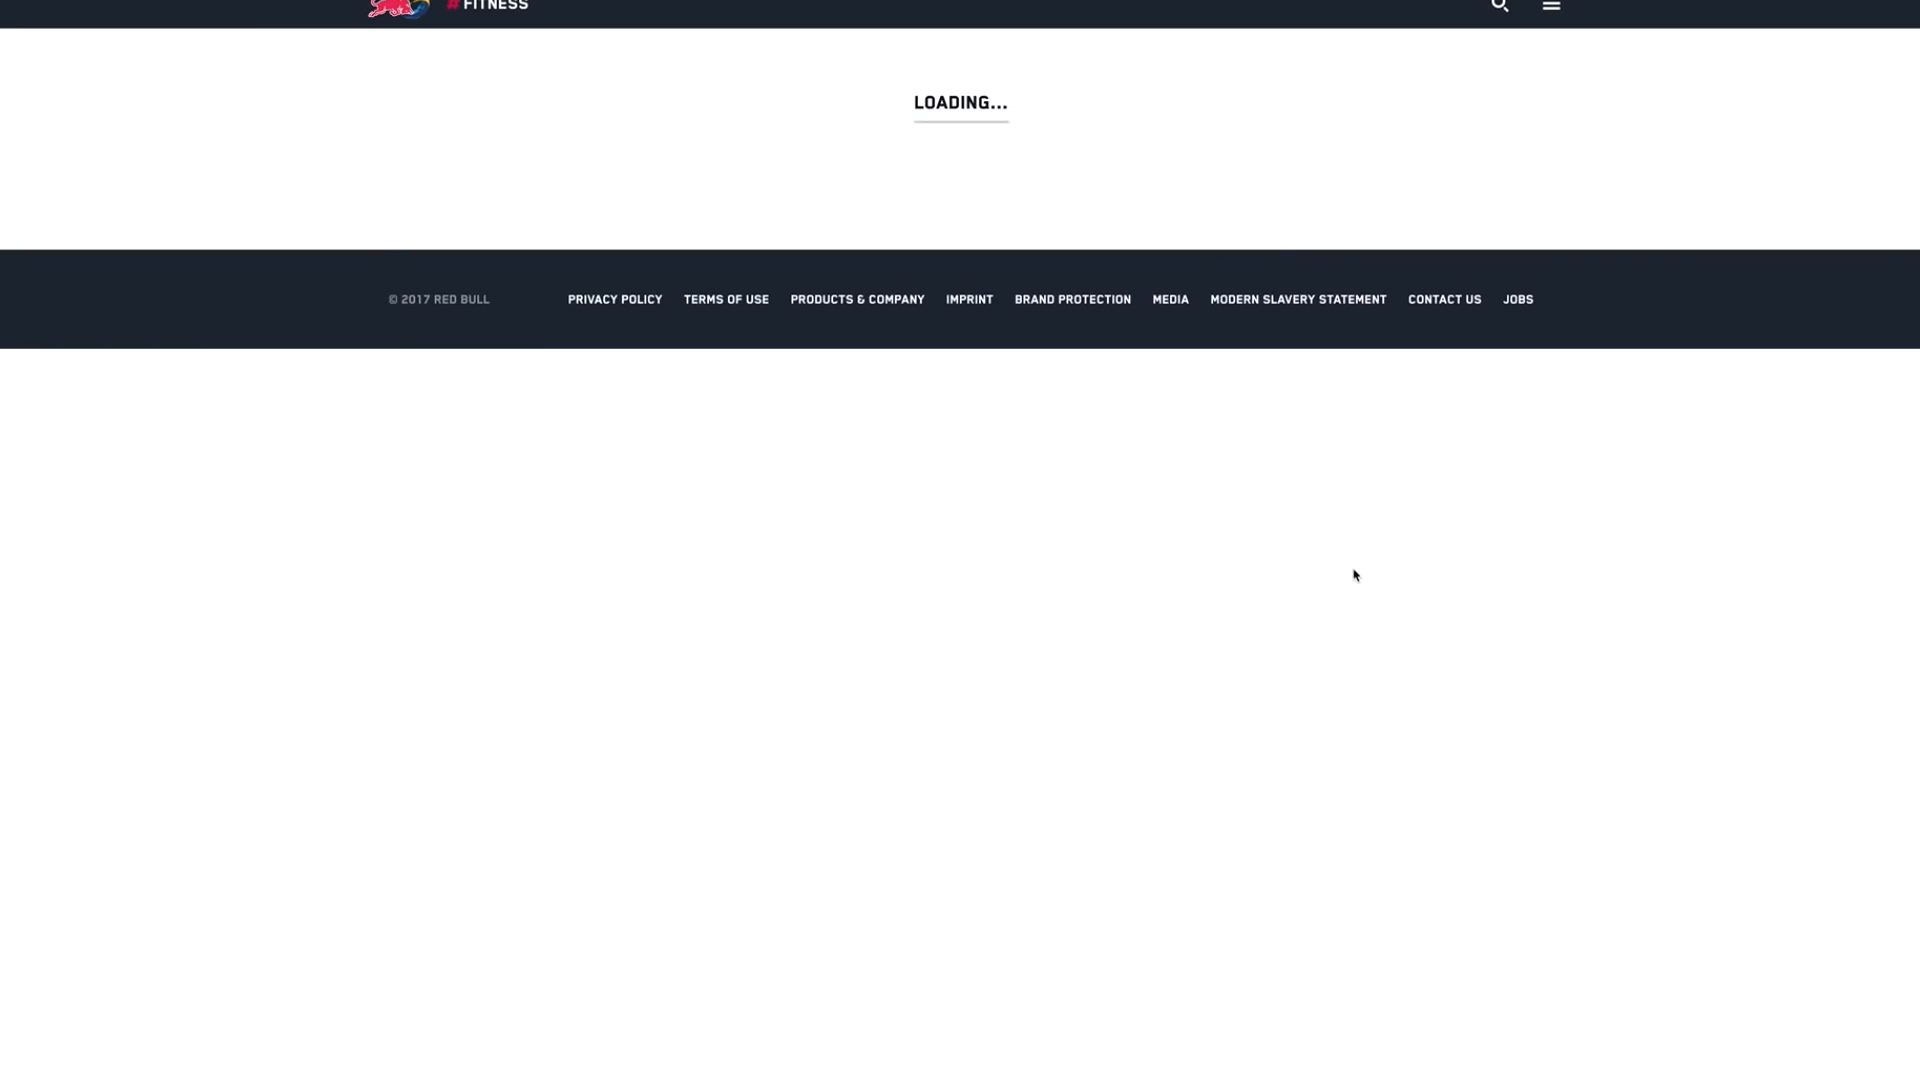 #FITNESS
LOADING...
© 2017 RED BULL PRIVACY POLICY TERMS OF USE PRODUCTS & COMPANY IMPRINT BRAND PROTECTION MEDIA MODERN SLAVERY STATEMENT CONTACT US JOBS